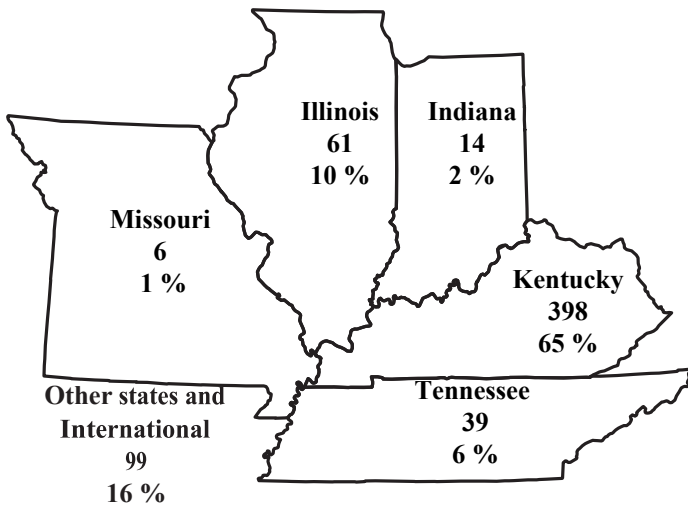 Illinois
61
10 %
Indiana
14
2 %
Missouri
6
1 %
Kentucky
398
65 %
Tennessee
39
6 %
Other states and
International
99
16 %